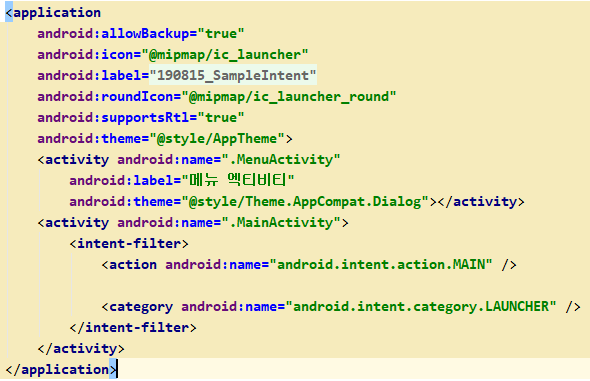 <application
android:allowBackup="true"
android:icon="@mipmap/ic_launcher"
android:label="190815_SampleIntent"
android:roundIcon="@mipmap/ic_launcher_round"
android:supportsRtl="true"
android:theme="@style/AppTheme">
<activity android:name=".MenuActivity"
android:label="메뉴 액티비티"
android:theme="@style/Theme.AppCompat.Dialog"></activity>
<activity android:name=".MainActivity">
<intent-filter>
<action android:name="android.intent.action.MAIN" />
<category android:name="android.intent.category.LAUNCHER" />
</intent-filter>
</activity>
</application>